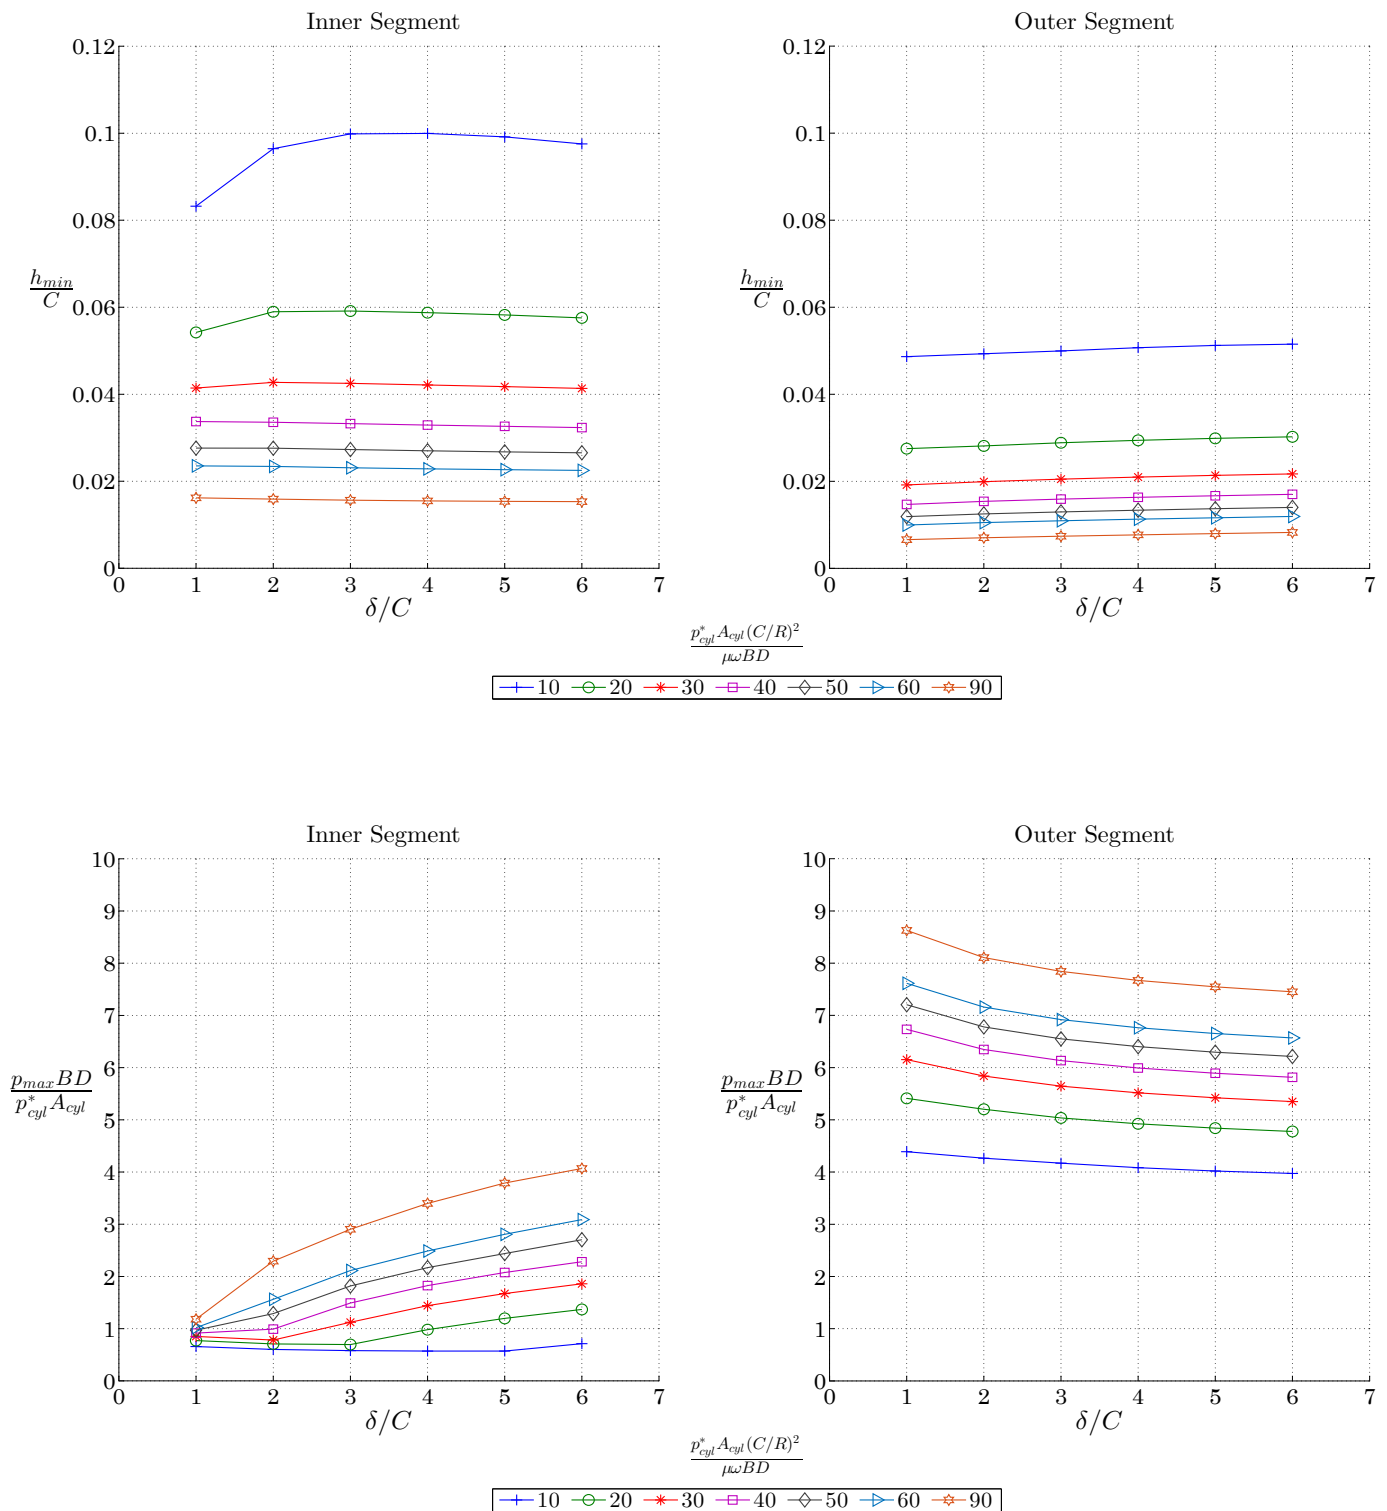 Inner Segment
0.12
0.1
0.08
0.06
0.04
0.02
0
h_min/C
0 1 2 3 4 5 6 7
δ/C
Outer Segment
0.12
0.1
0.08
0.06
0.04
0.02
0
h_min/C
0 1 2 3 4 5 6 7
δ/C
p*_cyl A_cyl (C/R)²
μωBD
10 20 30 40 50 60 90
Inner Segment
10
9
8
7
6
5
4
3
2
1
0
p_max BD
p*_cyl A_cyl
0 1 2 3 4 5 6 7
δ/C
Outer Segment
10
9
8
7
6
5
4
3
2
1
0
p_max BD
p*_cyl A_cyl
0 1 2 3 4 5 6 7
δ/C
p*_cyl A_cyl (C/R)²
μωBD
10 20 30 40 50 60 90